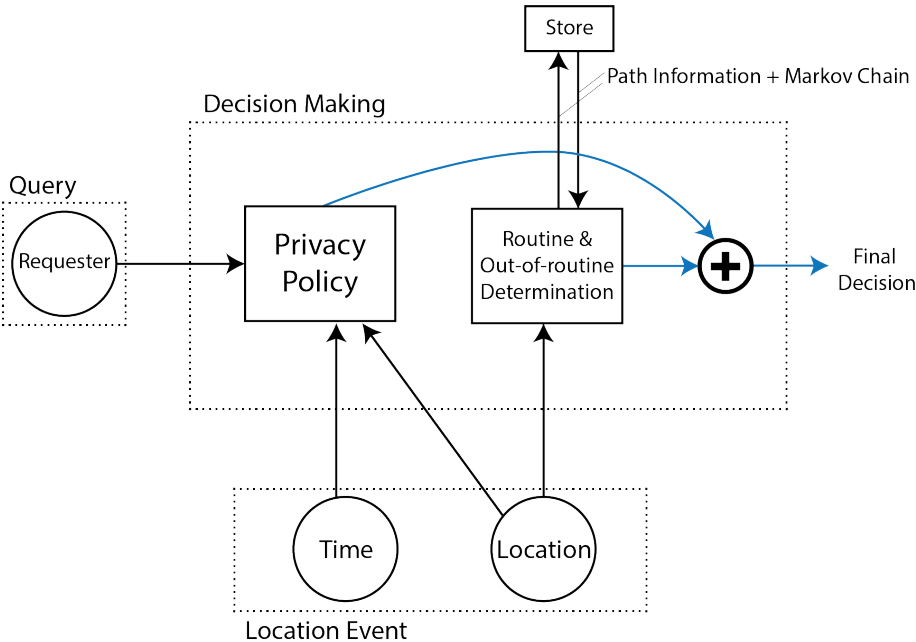 Store
Path Information + Markov Chain
Decision Making
Query
Requester
Privacy
Policy
Routine &
Out-of-routine
Determination
Final
Decision
Time
Location
Location Event